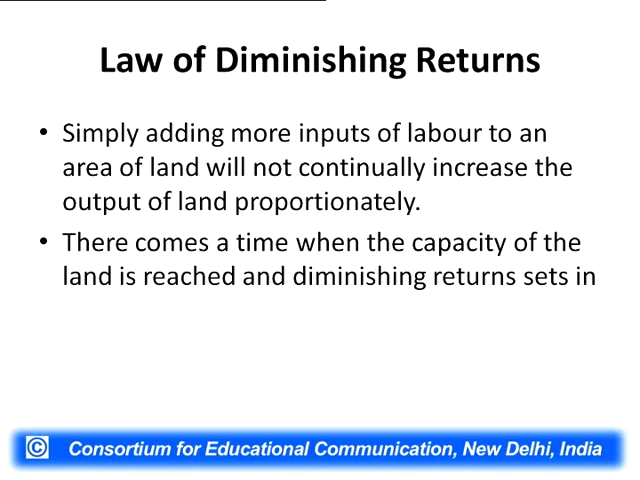 Law of Diminishing Returns
• Simply adding more inputs of labour to an
area of land will not continually increase the
output of land proportionately.
• There comes a time when the capacity of the
land is reached and diminishing returns sets in
© Consortium for Educational Communication, New Delhi, India